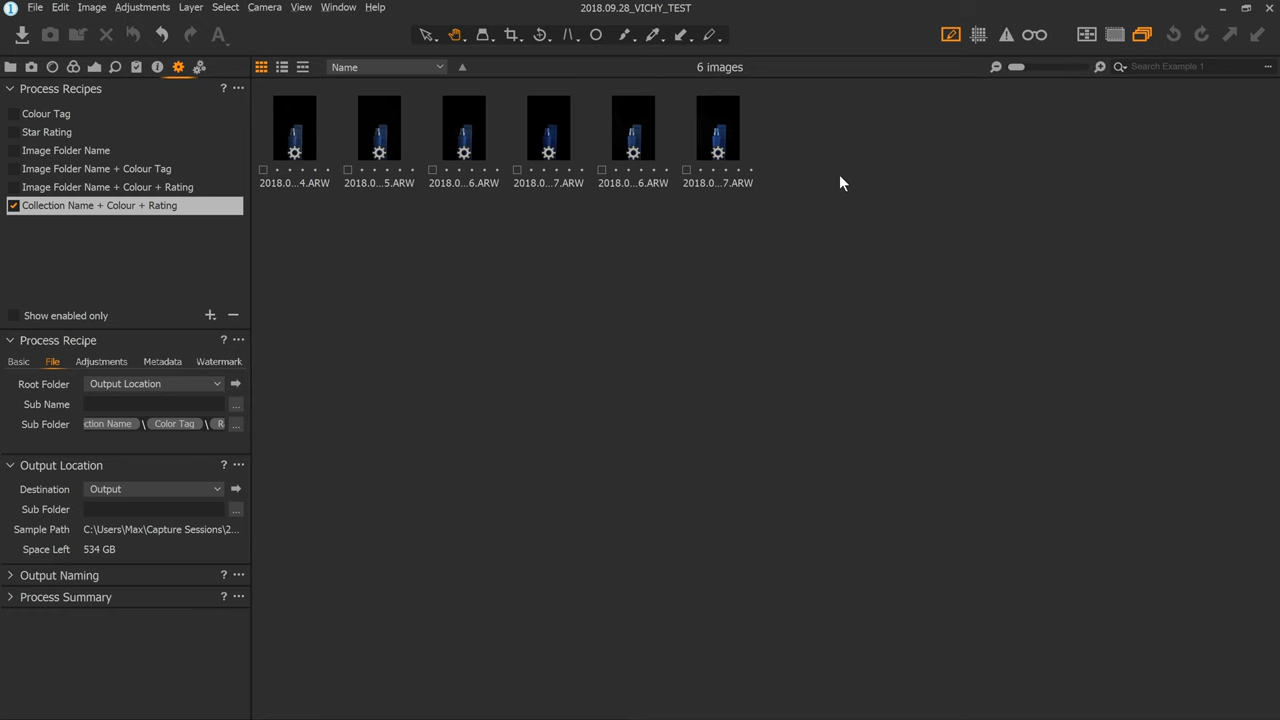 1 File Edit Image Adjustments Layer Select Camera View Window Help 2018.09.28_VICHY_TEST
A
Name 6 images Search Example 1
Process Recipes ? ...
Colour Tag
Star Rating
Image Folder Name
Image Folder Name + Colour Tag
Image Folder Name + Colour + Rating
Collection Name + Colour + Rating
2018.0...4.ARW 2018.0...5.ARW 2018.0...6.ARW 2018.0...7.ARW 2018.0...6.ARW 2018.0...7.ARW
Show enabled only + −
Process Recipe ? ...
Basic File Adjustments Metadata Watermark
Root Folder Output Location
Sub Name ...
Sub Folder ction Name \ Color Tag \ R ...
Output Location ? ...
Destination Output
Sub Folder ...
Sample Path C:\Users\Max\Capture Sessions\2...
Space Left 534 GB
Output Naming ? ...
Process Summary ? ...